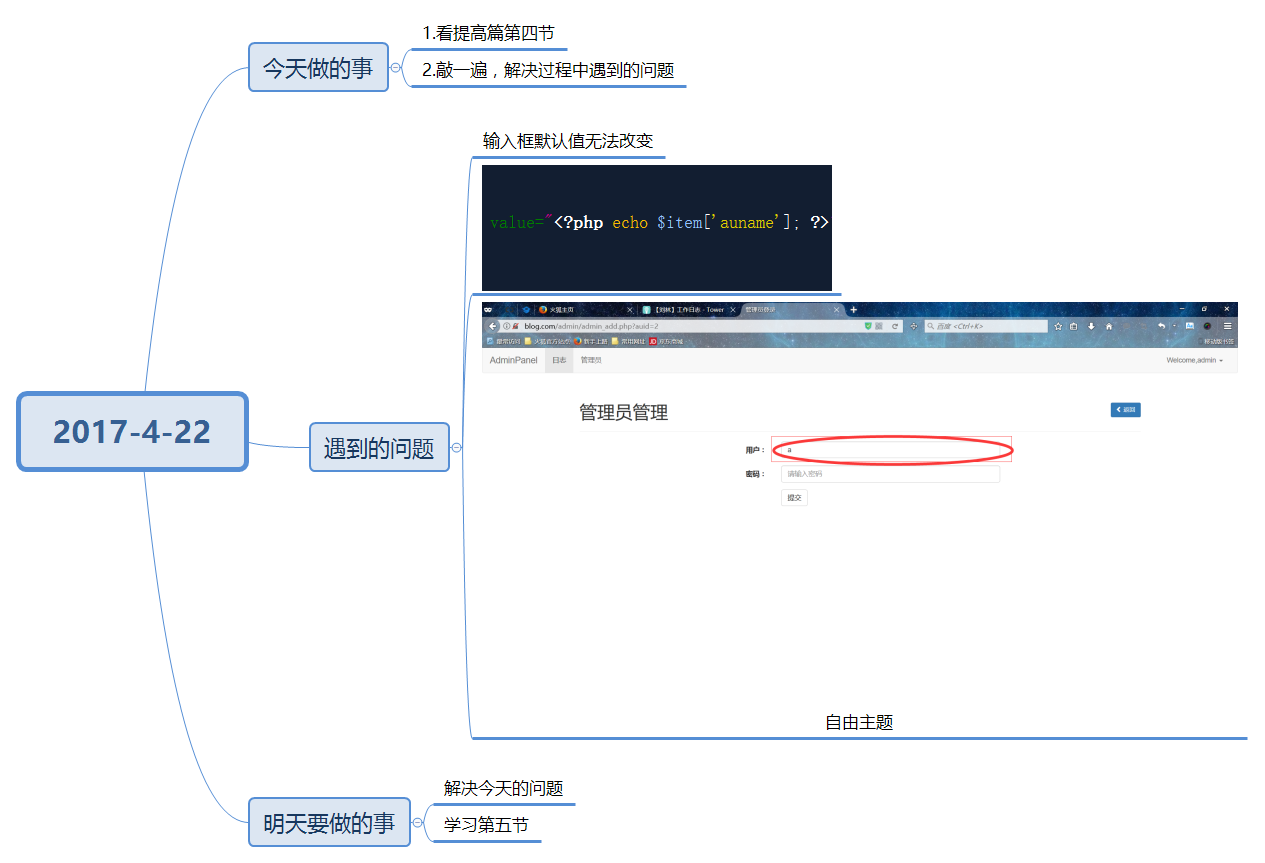 2017-4-22
今天做的事
1.看提高篇第四节
2.敲一遍，解决过程中遇到的问题
遇到的问题
输入框默认值无法改变
value="<?php echo $item['auname']; ?>
火狐主页
【刘林】工作日志 - Tower
管理员登录
blog.com/admin/admin_add.php?auid=2
百度 <Ctrl+K>
最常访问 火狐官方站点 新手上路 常用网址 JD 京东商城 移动版书签
AdminPanel 日志 管理员 Welcome,admin
管理员管理
返回
用户：
a
密码：
请输入密码
提交
自由主题
明天要做的事
解决今天的问题
学习第五节